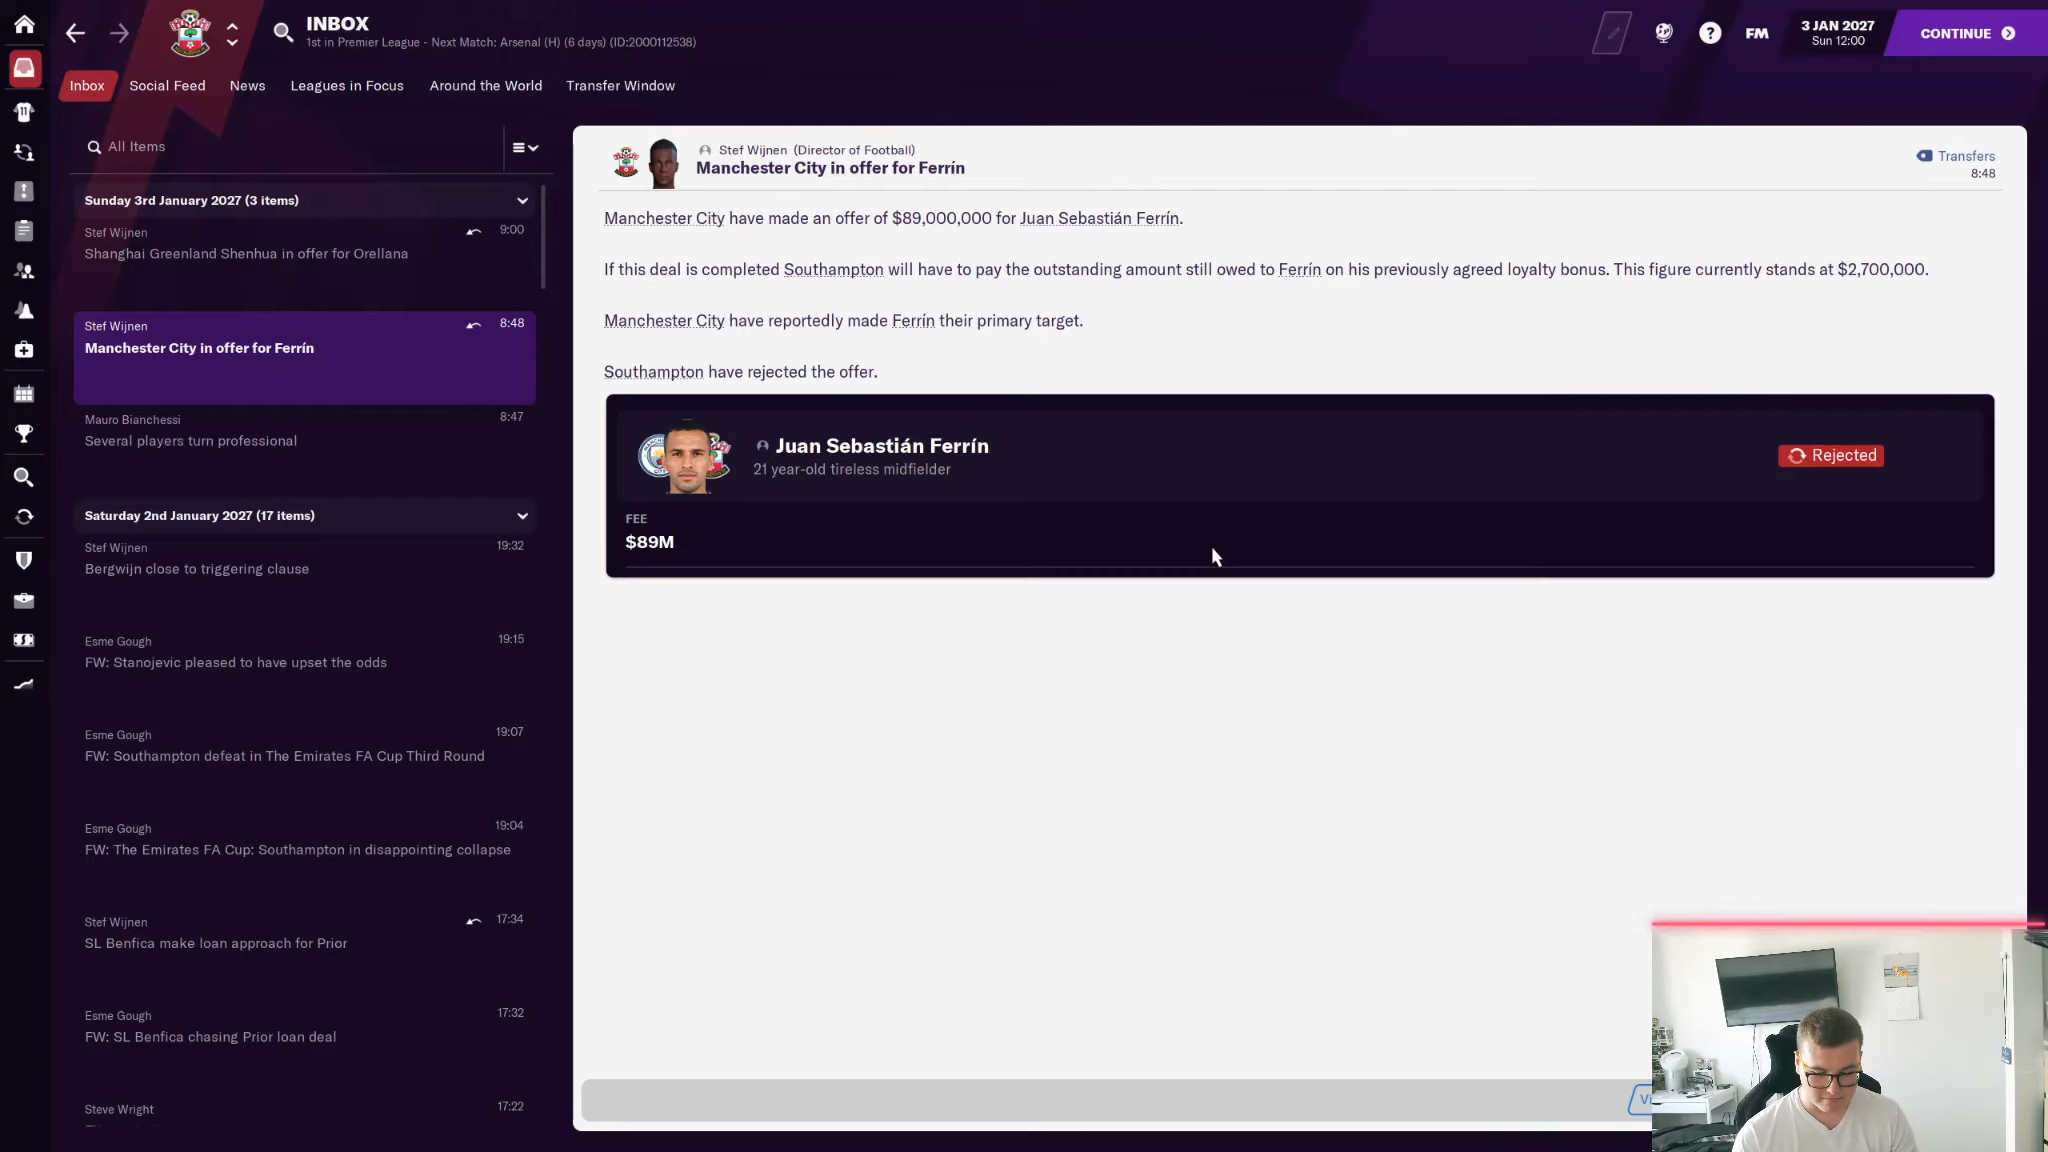 INBOX
1st in Premier League - Next Match: Arsenal (H) (6 days) (ID:2000112538)
FM
3 JAN 2027
Sun 12:00
CONTINUE
Inbox
Social Feed
News
Leagues in Focus
Around the World
Transfer Window
All Items
Sunday 3rd January 2027 (3 items)
Stef Wijnen
9:00
Shanghai Greenland Shenhua in offer for Orellana
Stef Wijnen
8:48
Manchester City in offer for Ferrín
Mauro Bianchessi
8:47
Several players turn professional
Saturday 2nd January 2027 (17 items)
Stef Wijnen
19:32
Bergwijn close to triggering clause
Esme Gough
19:15
FW: Stanojevic pleased to have upset the odds
Esme Gough
19:07
FW: Southampton defeat in The Emirates FA Cup Third Round
Esme Gough
19:04
FW: The Emirates FA Cup: Southampton in disappointing collapse
Stef Wijnen
17:34
SL Benfica make loan approach for Prior
Esme Gough
17:32
FW: SL Benfica chasing Prior loan deal
Steve Wright
17:22
Stef Wijnen (Director of Football)
Manchester City in offer for Ferrín
Transfers
8:48
Manchester City have made an offer of $89,000,000 for Juan Sebastián Ferrín.
If this deal is completed Southampton will have to pay the outstanding amount still owed to Ferrín on his previously agreed loyalty bonus. This figure currently stands at $2,700,000.
Manchester City have reportedly made Ferrín their primary target.
Southampton have rejected the offer.
Juan Sebastián Ferrín
21 year-old tireless midfielder
Rejected
FEE
$89M